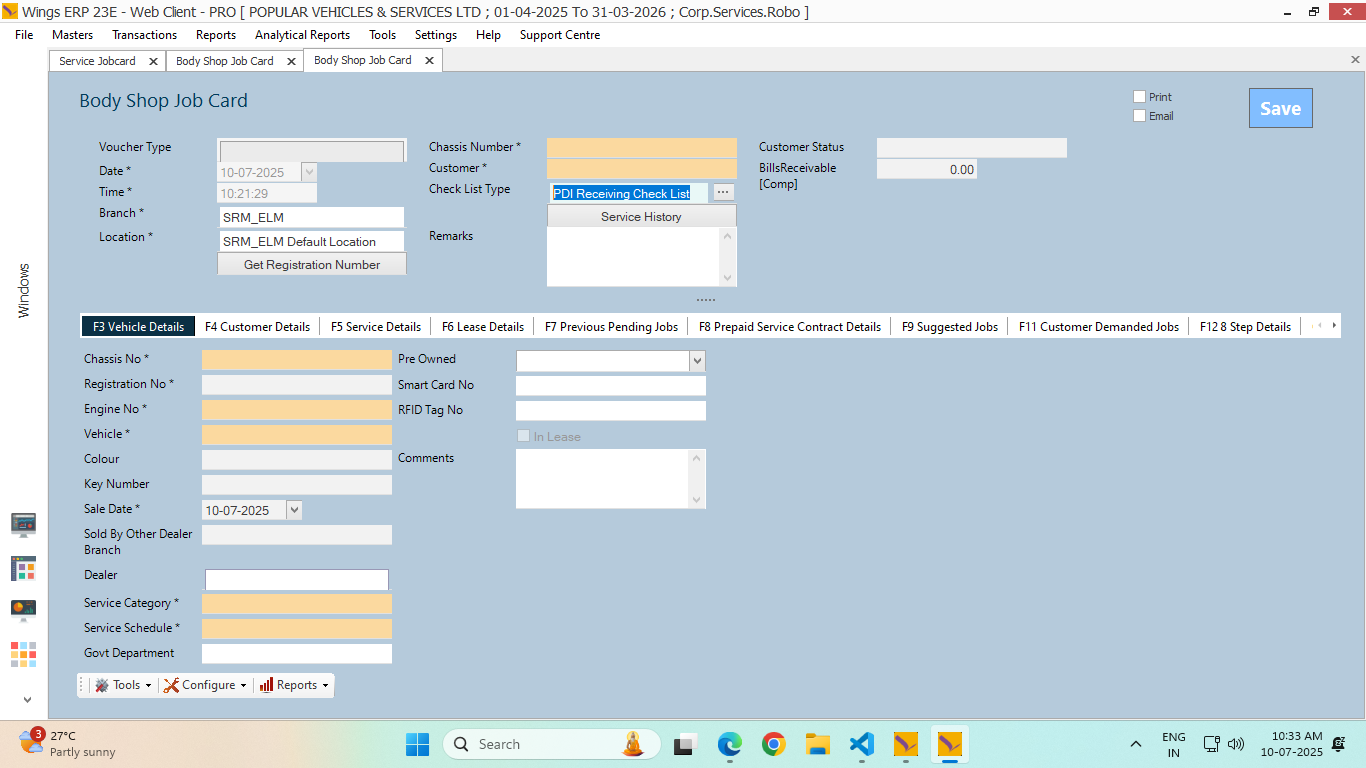 Wings ERP 23E - Web Client - PRO [ POPULAR VEHICLES & SERVICES LTD ; 01-04-2025 To 31-03-2026 ; Corp.Services.Robo ]
File Masters Transactions Reports Analytical Reports Tools Settings Help Support Centre
Service Jobcard Body Shop Job Card Body Shop Job Card
Body Shop Job Card
Print
Email
Save
Voucher Type
Date * 10-07-2025
Time * 10:21:29
Branch * SRM_ELM
Location * SRM_ELM Default Location
Get Registration Number
Chassis Number *
Customer *
Check List Type PDI Receiving Check List ...
Service History
Remarks
Customer Status
BillsReceivable [Comp] 0.00
Windows
F3 Vehicle Details F4 Customer Details F5 Service Details F6 Lease Details F7 Previous Pending Jobs F8 Prepaid Service Contract Details F9 Suggested Jobs F11 Customer Demanded Jobs F12 8 Step Details
Chassis No *
Registration No *
Engine No *
Vehicle *
Colour
Key Number
Sale Date * 10-07-2025
Sold By Other Dealer
Branch
Dealer
Service Category *
Service Schedule *
Govt Department
Pre Owned
Smart Card No
RFID Tag No
In Lease
Comments
Tools Configure Reports
3
27°C
Partly sunny
Search
ENG
IN
10:33 AM
10-07-2025